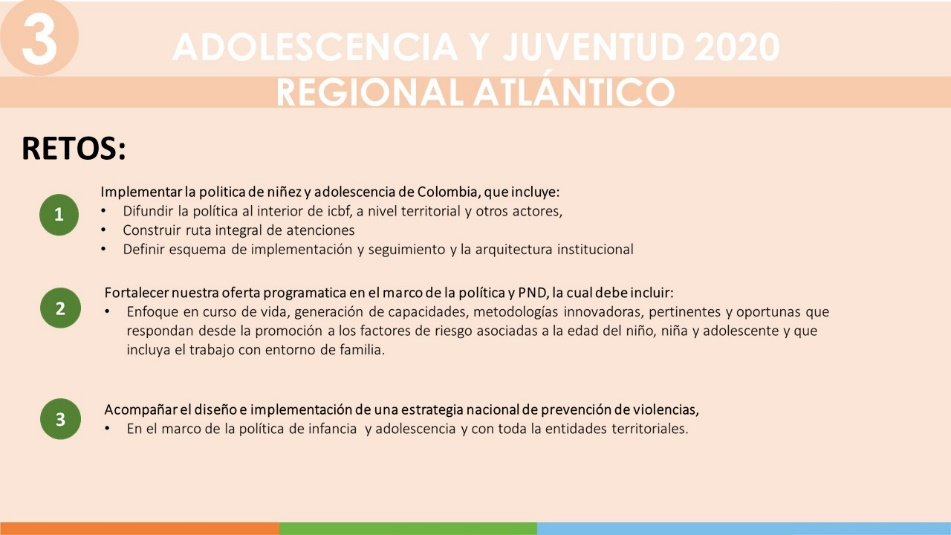 3
ADOLESCENCIA Y JUVENTUD 2020
REGIONAL ATLÁNTICO
RETOS:
1
Implementar la politica de niñez y adolescencia de Colombia, que incluye:
• Difundir la política al interior de icbf, a nivel territorial y otros actores,
• Construir ruta integral de atenciones
• Definir esquema de implementación y seguimiento y la arquitectura institucional
2
Fortalecer nuestra oferta programatica en el marco de la política y PND, la cual debe incluir:
• Enfoque en curso de vida, generación de capacidades, metodologías innovadoras, pertinentes y oportunas que
respondan desde la promoción a los factores de riesgo asociadas a la edad del niño, niña y adolescente y que
incluya el trabajo con entorno de familia.
3
Acompañar el diseño e implementación de una estrategia nacional de prevención de violencias,
• En el marco de la política de infancia y adolescencia y con toda la entidades territoriales.